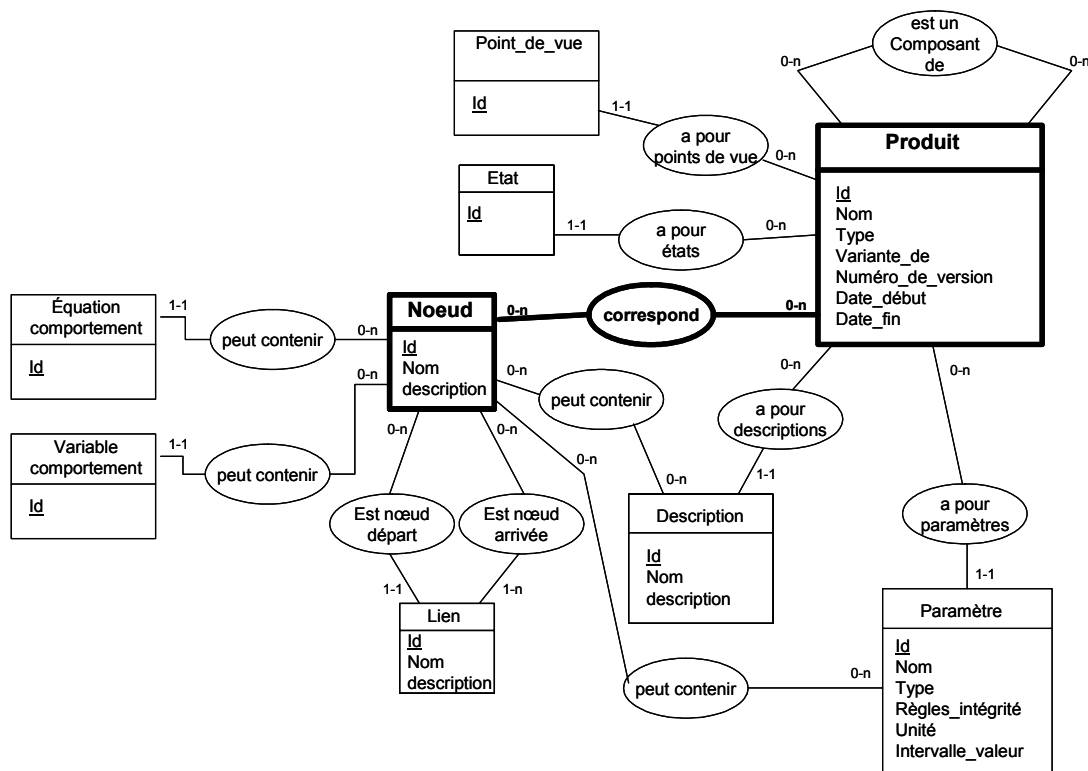 est un
Composant
de
0-n
0-n
Point_de_vue
Id
1-1
a pour
points de vue
0-n
Produit
Id
Nom
Type
Variante_de
Numéro_de_version
Date_début
Date_fin
Etat
Id
1-1
a pour
états
0-n
Équation
comportement
Id
1-1
peut contenir
0-n
Noeud
Id
Nom
description
0-n
correspond
0-n
Variable
comportement
Id
1-1
peut contenir
0-n
0-n
peut contenir
0-n
0-n
a pour
descriptions
1-1
0-n
a pour
paramètres
1-1
0-n
0-n
Est nœud
départ
Est nœud
arrivée
1-1
1-n
Lien
Id
Nom
description
Description
Id
Nom
description
0-n
peut contenir
0-n
Paramètre
Id
Nom
Type
Règles_intégrité
Unité
Intervalle_valeur